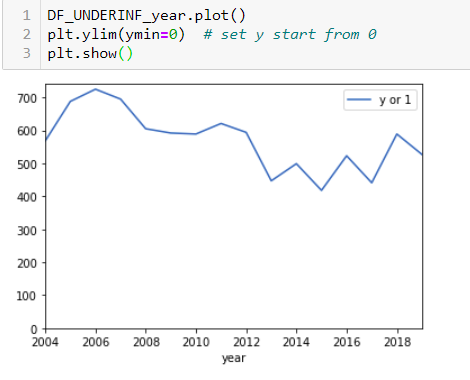 1 DF_UNDERINF_year.plot()
2 plt.ylim(ymin=0)  # set y start from 0
3 plt.show()
y or 1
700
600
500
400
300
200
100
0
2004 2006 2008 2010 2012 2014 2016 2018
year